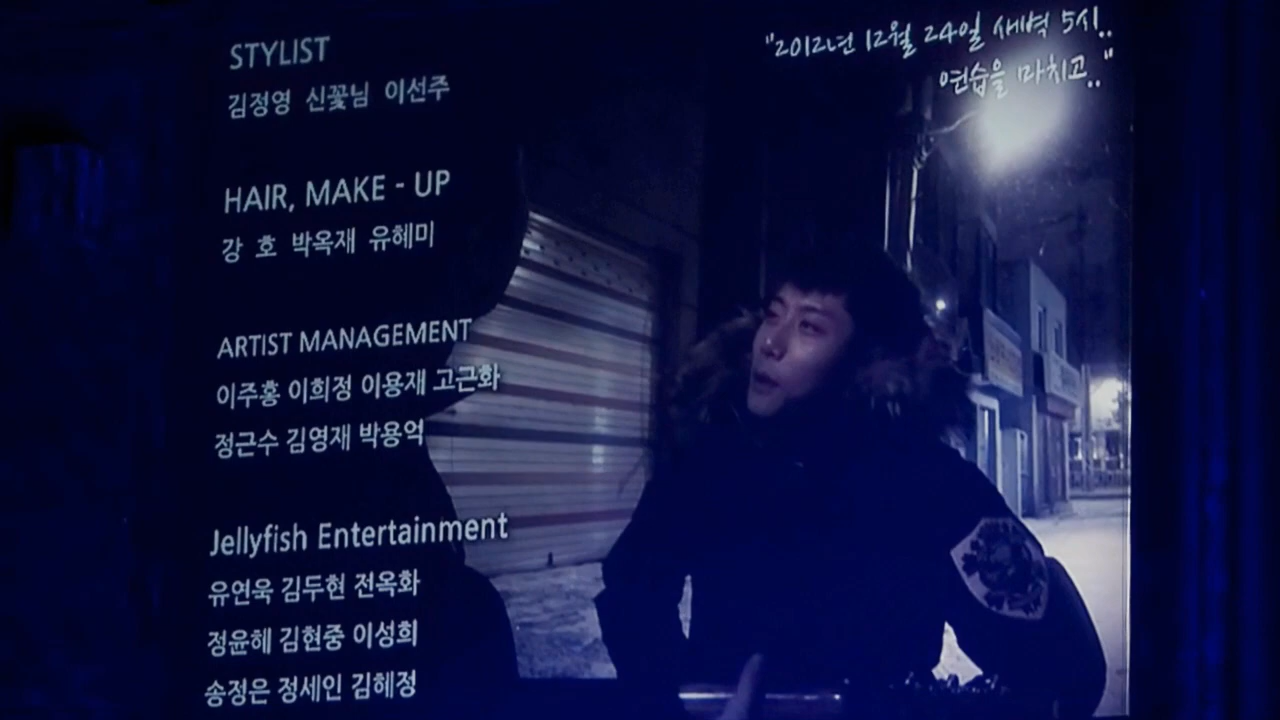 STYLIST
김정영 신꽃님 이선주
HAIR, MAKE - UP
강 호 박옥재 유혜미
ARTIST MANAGEMENT
이주홍 이희정 이용재 고근화
정근수 김영재 박용억
Jellyfish Entertainment
유연욱 김두현 전옥화
정윤혜 김현중 이성희
송정은 정세인 김혜정
"2012년 12월 24일 새벽 5시..
연습을 마치고.."